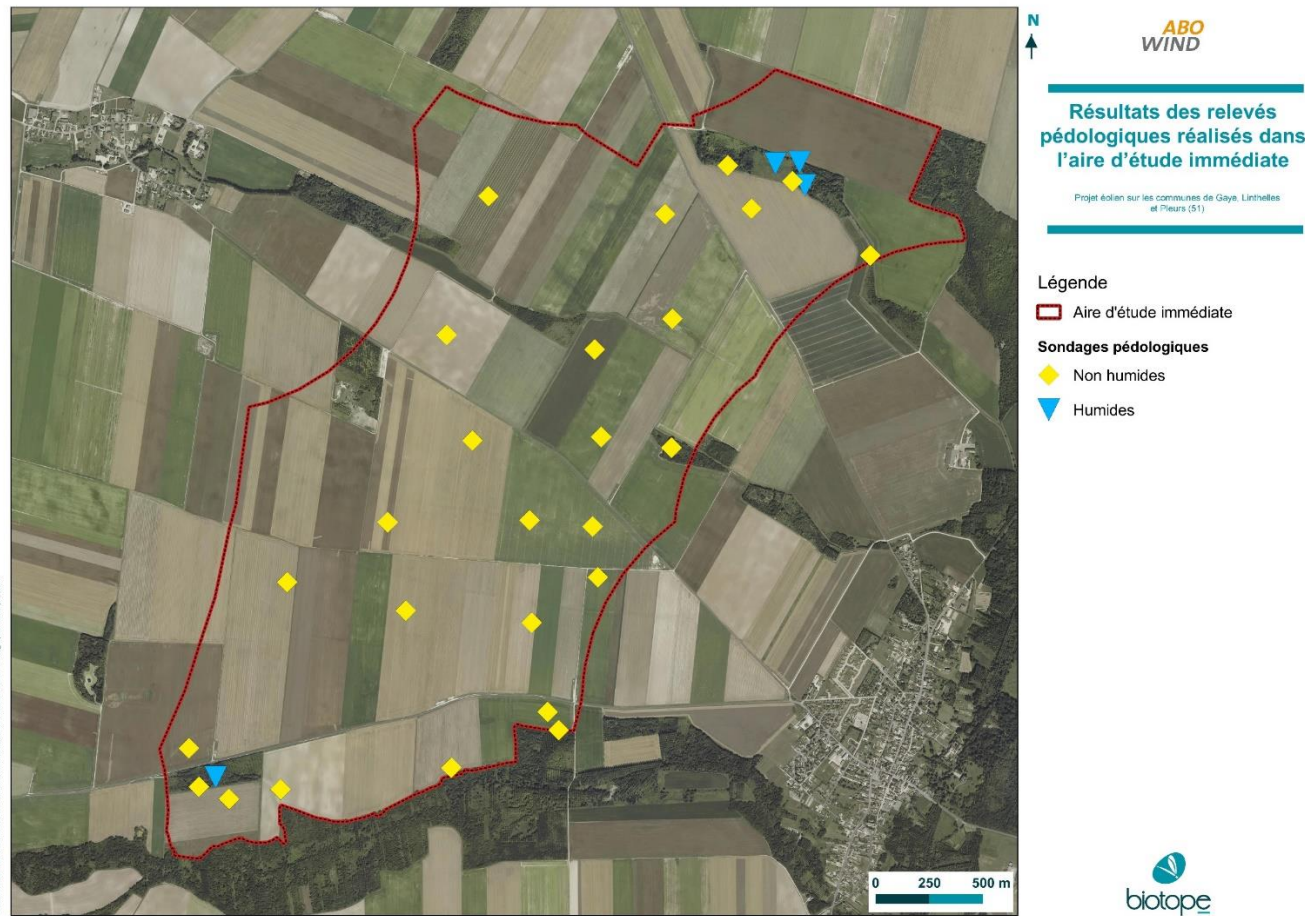 N
ABO
WIND
Résultats des relevés
pédologiques réalisés dans
l'aire d'étude immédiate
Projet éolien sur les communes de Gaye, Linthelles
et Pleurs (51)
Légende
Aire d'étude immédiate
Sondages pédologiques
Non humides
Humides
0 250 500 m
biotope